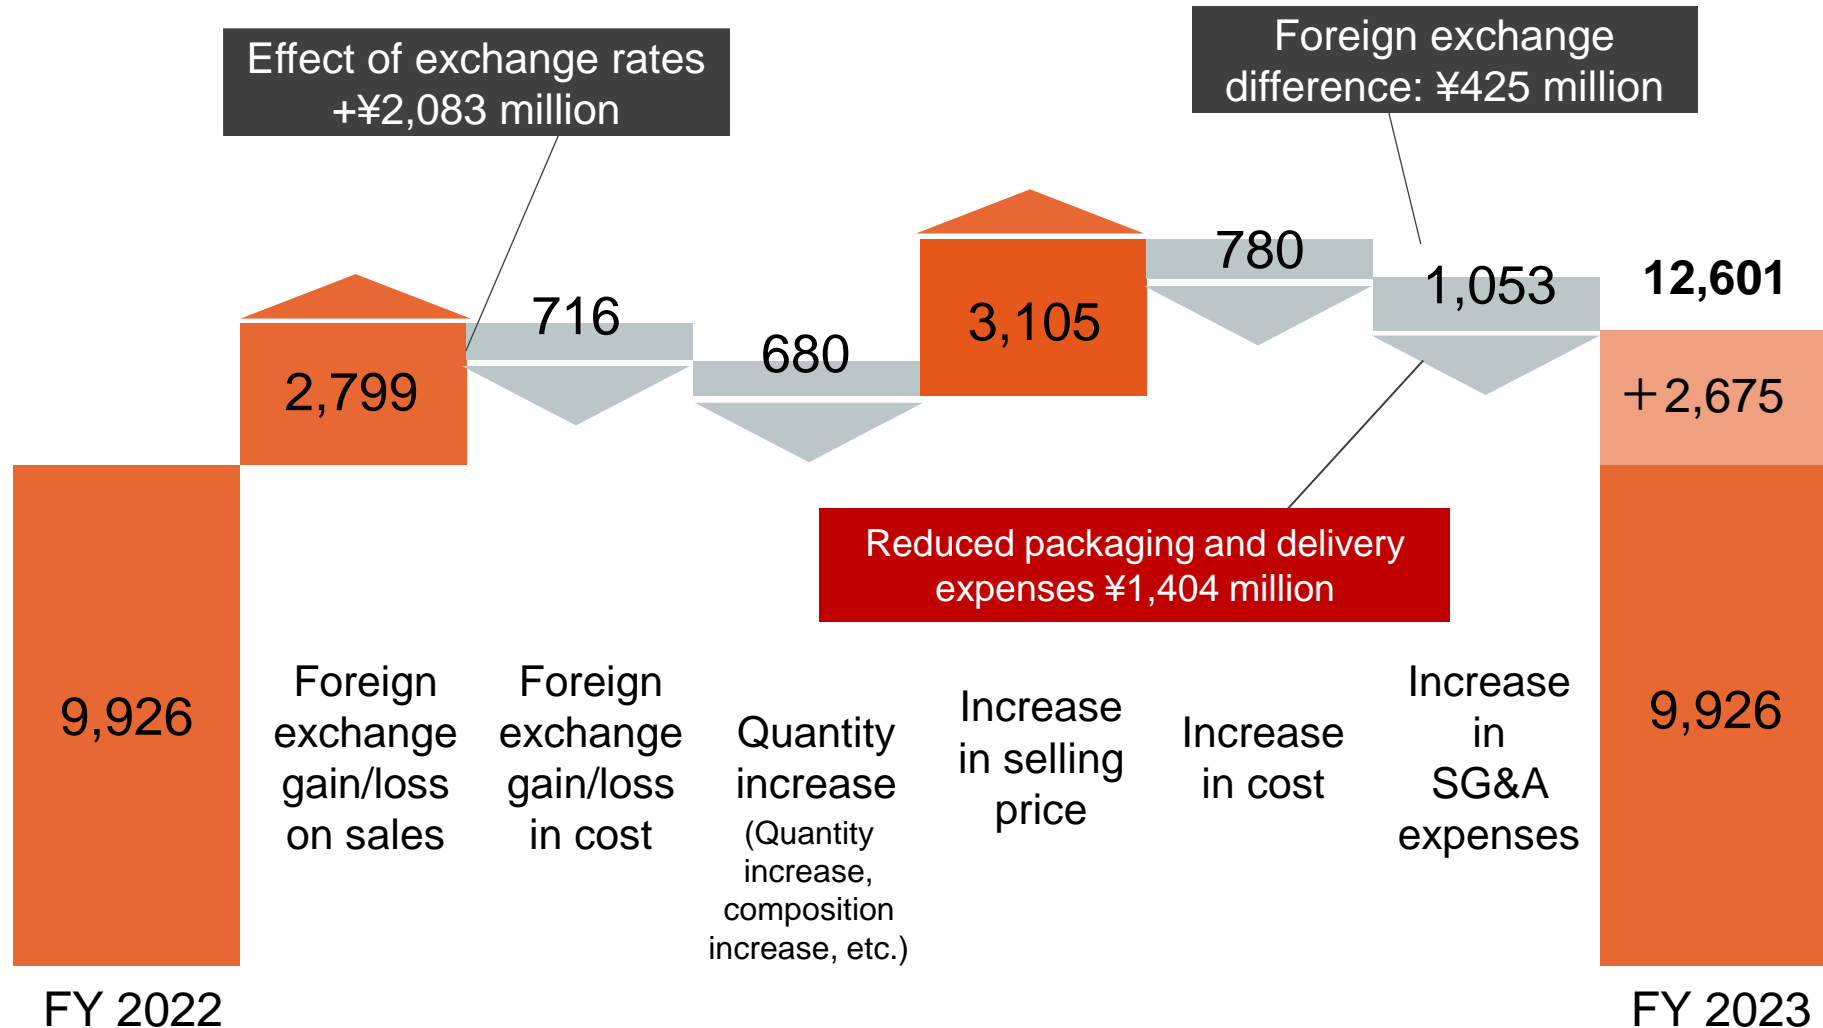 Effect of exchange rates
+¥2,083 million
Foreign exchange
difference: ¥425 million
9,926
2,799
716
680
3,105
780
1,053
12,601
+2,675
9,926
Reduced packaging and delivery
expenses ¥1,404 million
Foreign
exchange
gain/loss
on sales
Foreign
exchange
gain/loss
in cost
Quantity
increase
(Quantity
increase,
composition
increase, etc.)
Increase
in selling
price
Increase
in cost
Increase
in
SG&A
expenses
FY 2022
FY 2023